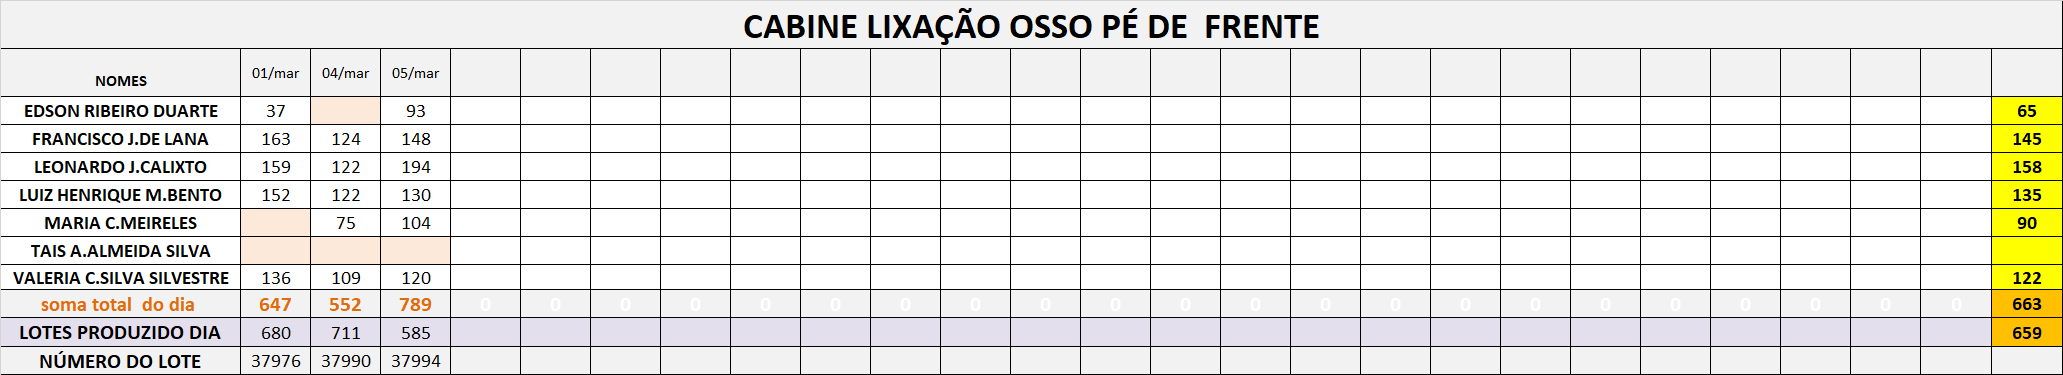 CABINE LIXAÇÃO OSSO PÉ DE  FRENTE
NOMES 01/mar 04/mar 05/mar
EDSON RIBEIRO DUARTE 37 93 65
FRANCISCO J.DE LANA 163 124 148 145
LEONARDO J.CALIXTO 159 122 194 158
LUIZ HENRIQUE M.BENTO 152 122 130 135
MARIA C.MEIRELES 75 104 90
TAIS A.ALMEIDA SILVA
VALERIA C.SILVA SILVESTRE 136 109 120 122
soma total  do dia 647 552 789 0 0 0 0 0 0 0 0 0 0 0 0 0 0 0 0 0 0 0 0 0 0 663
LOTES PRODUZIDO DIA 680 711 585 659
NÚMERO DO LOTE 37976 37990 37994